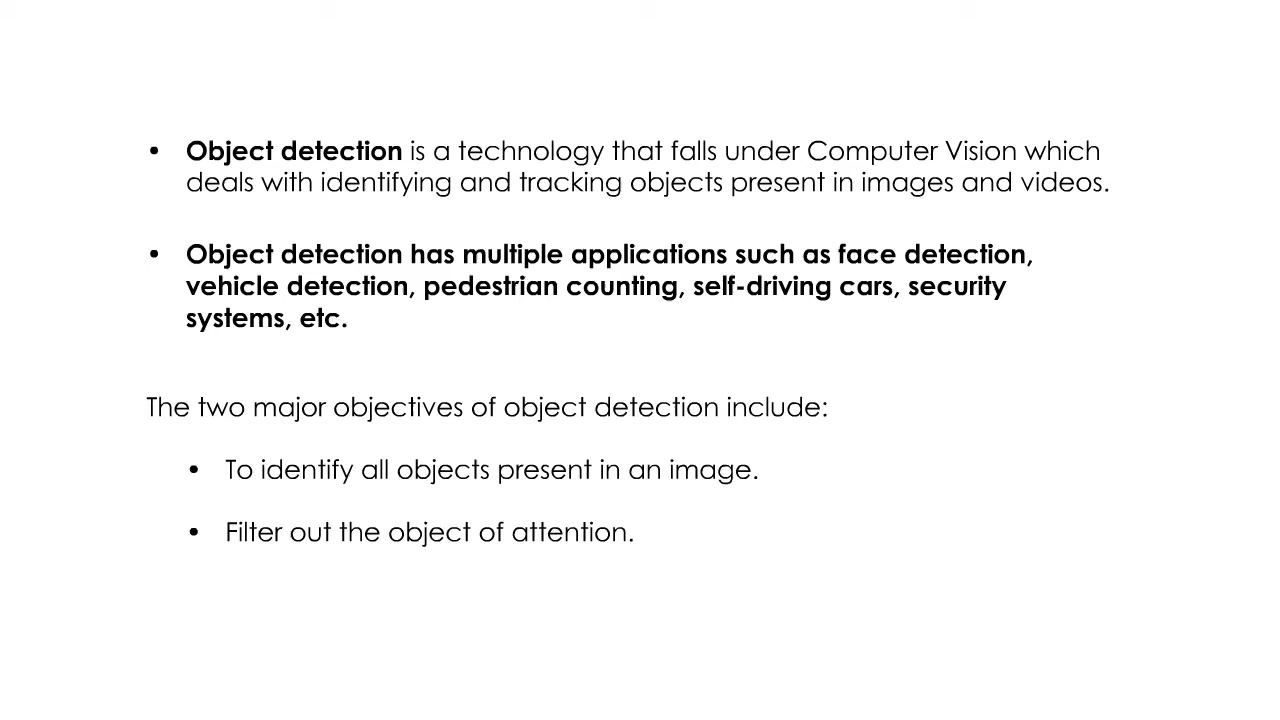 • Object detection is a technology that falls under Computer Vision which
deals with identifying and tracking objects present in images and videos.
• Object detection has multiple applications such as face detection,
vehicle detection, pedestrian counting, self-driving cars, security
systems, etc.
The two major objectives of object detection include:
• To identify all objects present in an image.
• Filter out the object of attention.